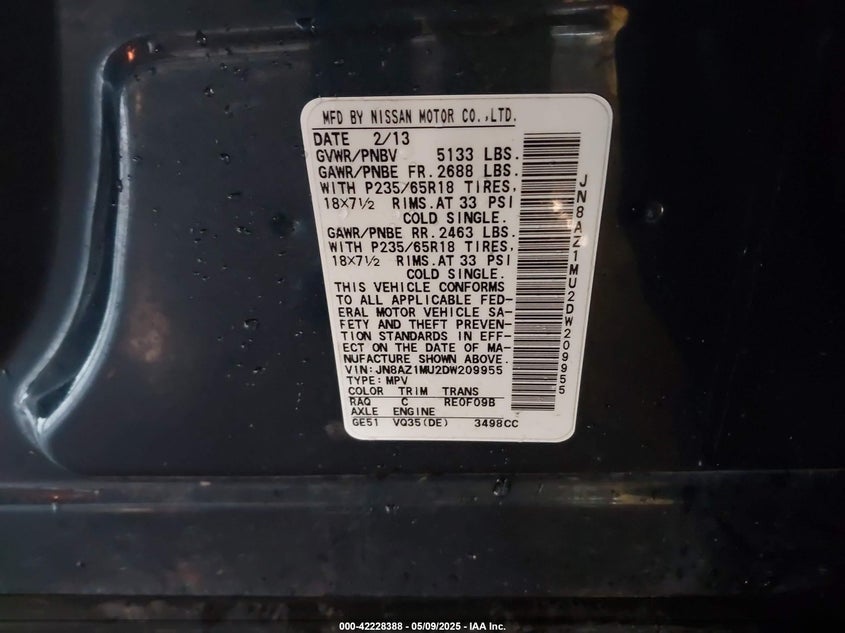 MFD BY NISSAN MOTOR CO.,LTD.
DATE 2/13
GVWR/PNBV 5133 LBS.
GAWR/PNBE FR. 2688 LBS.
WITH P235/65R18 TIRES,
18×7½ RIMS. AT 33 PSI
COLD SINGLE.
GAWR/PNBE RR. 2463 LBS.
WITH P235/65R18 TIRES,
18×7½ RIMS. AT 33 PSI
COLD SINGLE.
THIS VEHICLE CONFORMS
TO ALL APPLICABLE FED-
ERAL MOTOR VEHICLE SA-
FETY AND THEFT PREVEN-
TION STANDARDS IN EFF-
ECT ON THE DATE OF MA-
NUFACTURE SHOWN ABOVE.
VIN: JN8AZ1MU2DW209955
TYPE: MPV
COLOR TRIM TRANS
RAQ C RE0F09B
AXLE ENGINE
GE51 VQ35(DE) 3498CC
JN8AZ1MU2DW209955
000-42228388 - 05/09/2025 - IAA Inc.